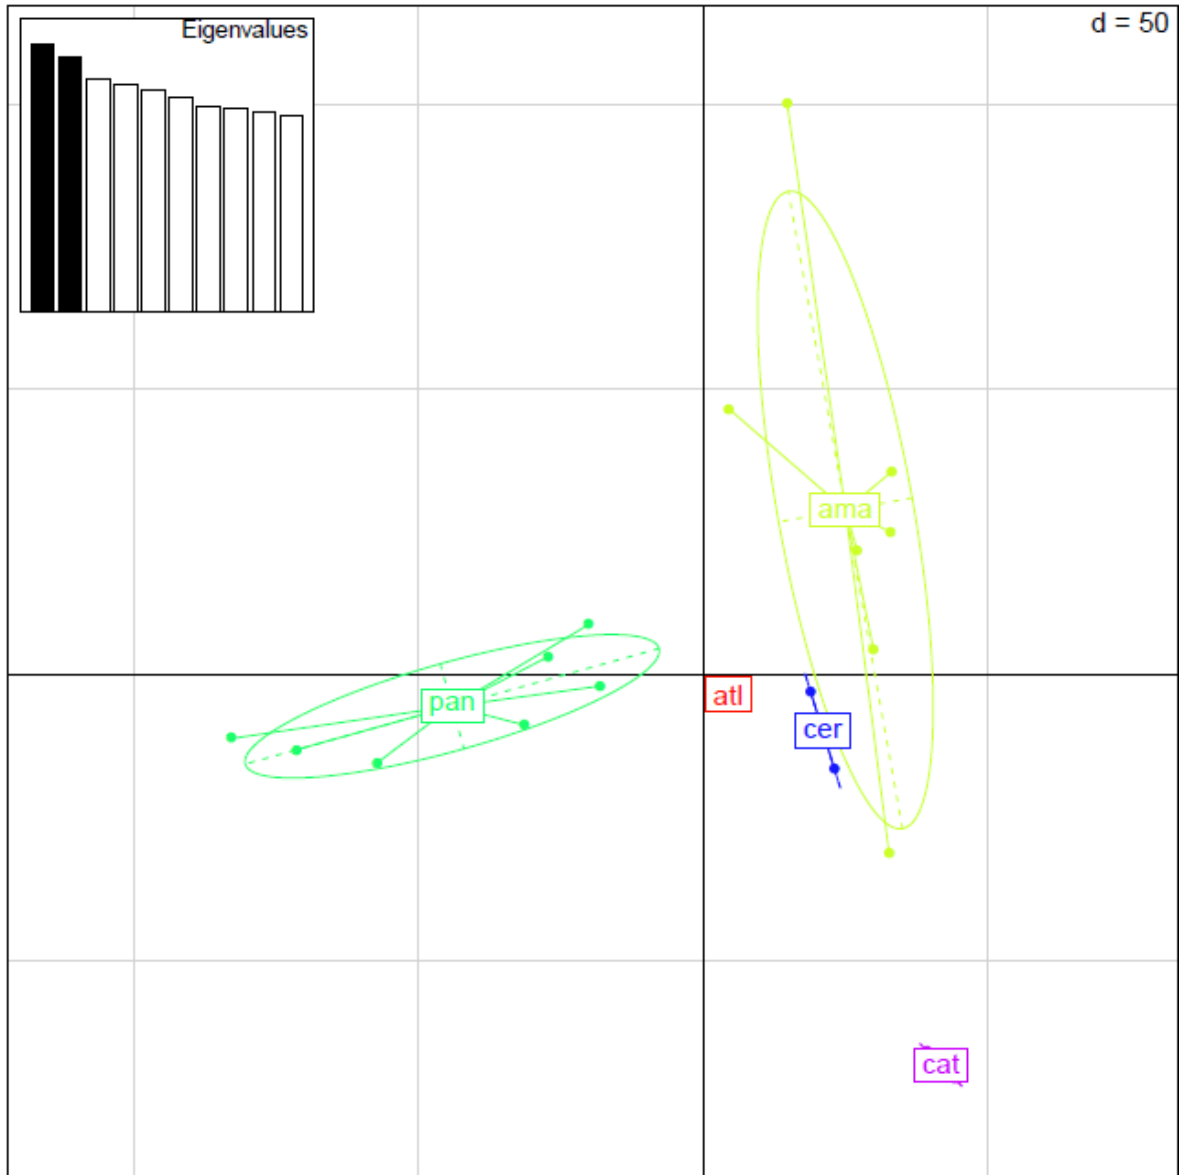 Eigenvalues
d = 50
ama
pan
atl
cer
cat